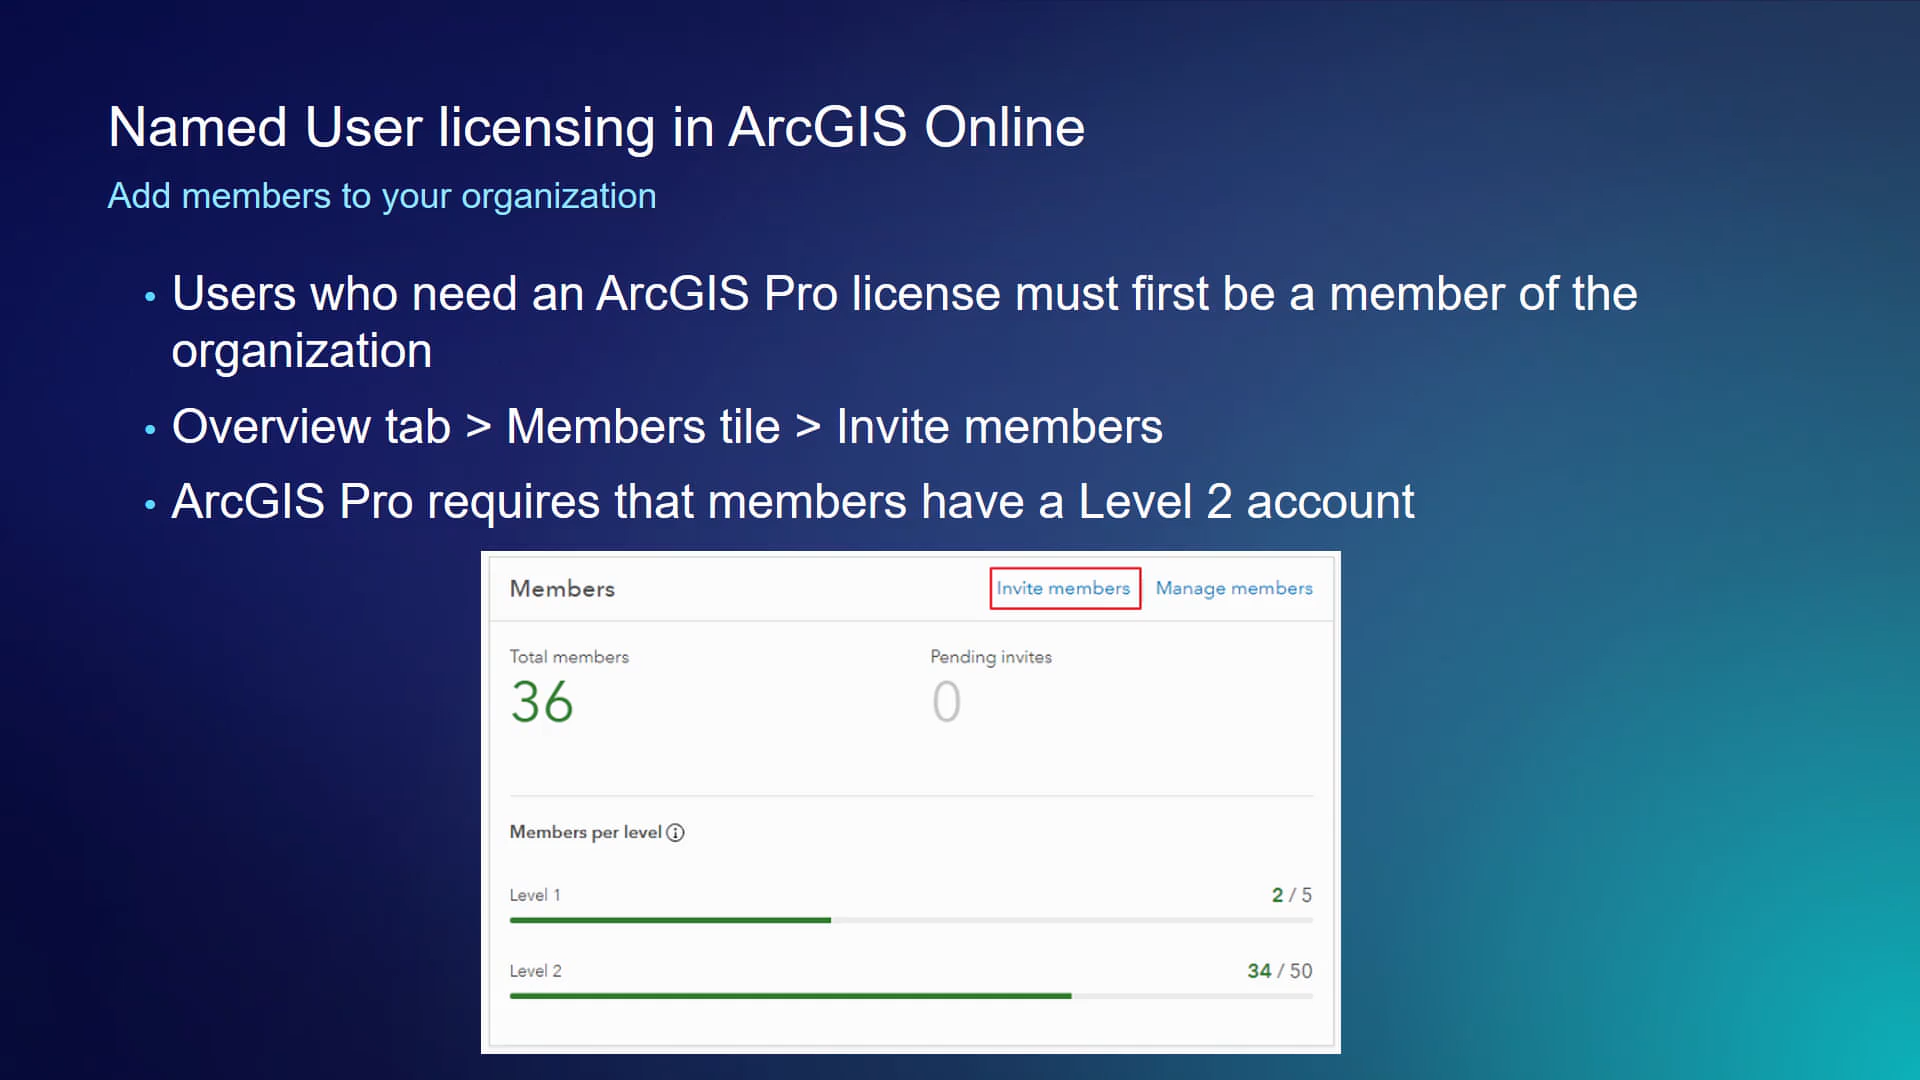 Named User licensing in ArcGIS Online
Add members to your organization
• Users who need an ArcGIS Pro license must first be a member of the
organization
• Overview tab > Members tile > Invite members
• ArcGIS Pro requires that members have a Level 2 account
Members Invite members Manage members
Total members Pending invites
36 0
Members per level
Level 1 2 / 5
Level 2 34 / 50